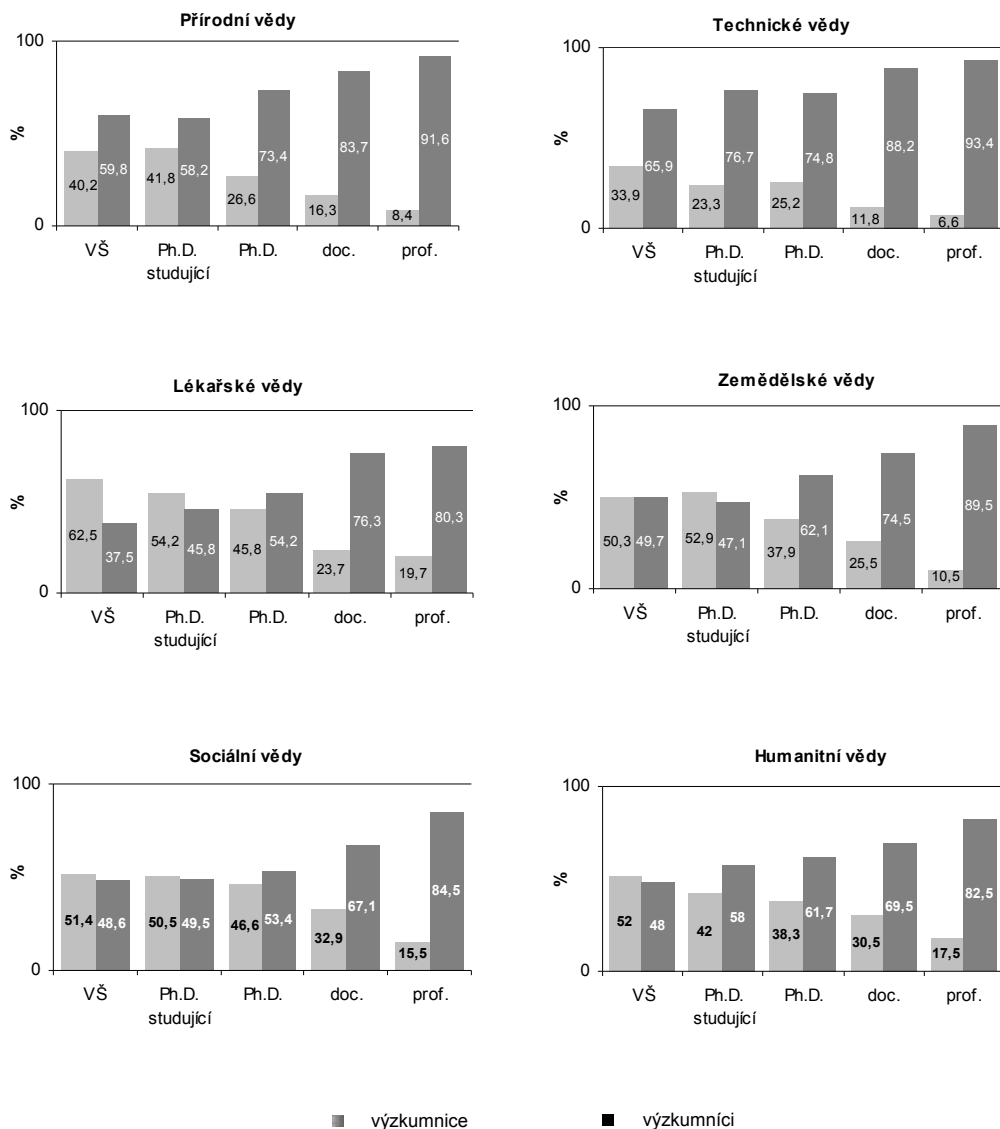 Přírodní vědy
100
%
0
40,2 59,8 41,8 58,2 26,6 73,4 16,3 83,7 8,4 91,6
VŠ Ph.D. Ph.D. doc. prof.
studující
Technické vědy
100
%
0
33,9 65,9 23,3 76,7 25,2 74,8 11,8 88,2 6,6 93,4
VŠ Ph.D. Ph.D. doc. prof.
studující
Lékařské vědy
100
%
0
62,5 37,5 54,2 45,8 45,8 54,2 23,7 76,3 19,7 80,3
VŠ Ph.D. Ph.D. doc. prof.
studující
Zemědělské vědy
100
%
0
50,3 49,7 52,9 47,1 37,9 62,1 25,5 74,5 10,5 89,5
VŠ Ph.D. Ph.D. doc. prof.
studující
Sociální vědy
100
%
0
51,4 48,6 50,5 49,5 46,6 53,4 32,9 67,1 15,5 84,5
VŠ Ph.D. Ph.D. doc. prof.
studující
Humanitní vědy
100
%
0
52 48 42 58 38,3 61,7 30,5 69,5 17,5 82,5
VŠ Ph.D. Ph.D. doc. prof.
studující
výzkumnice výzkumníci